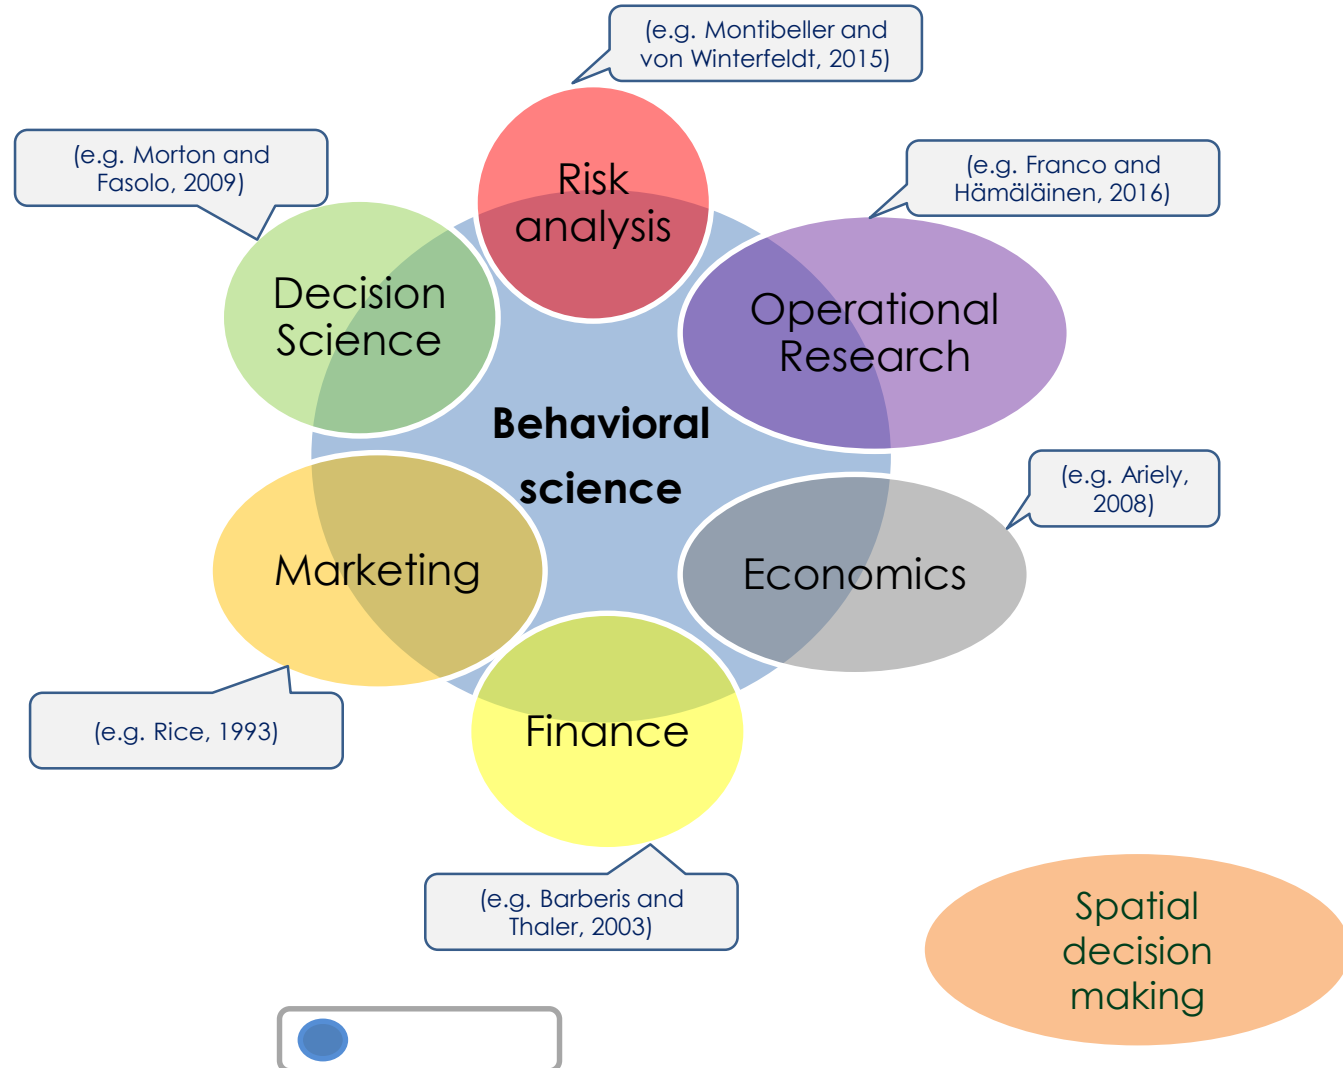 (e.g. Montibeller and
von Winterfeldt, 2015)
(e.g. Morton and
Fasolo, 2009)
(e.g. Franco and
Hämäläinen, 2016)
Risk
analysis
Decision
Science
Operational
Research
Behavioral
science
(e.g. Ariely,
2008)
Marketing
Economics
(e.g. Rice, 1993)
Finance
(e.g. Barberis and
Thaler, 2003)
Spatial
decision
making